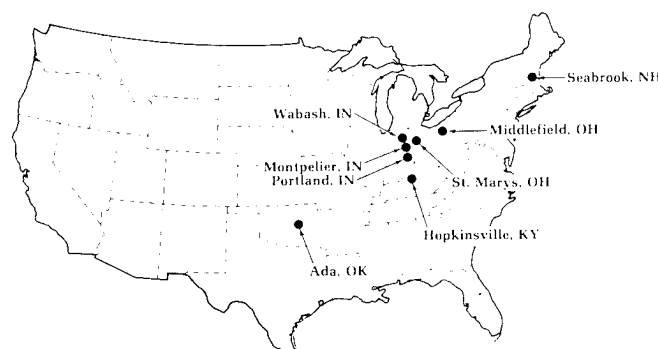 Seabrook, NH
Wabash, IN
Middlefield, OH
Montpelier, IN
Portland, IN
St. Marys, OH
Hopkinsville, KY
Ada, OK